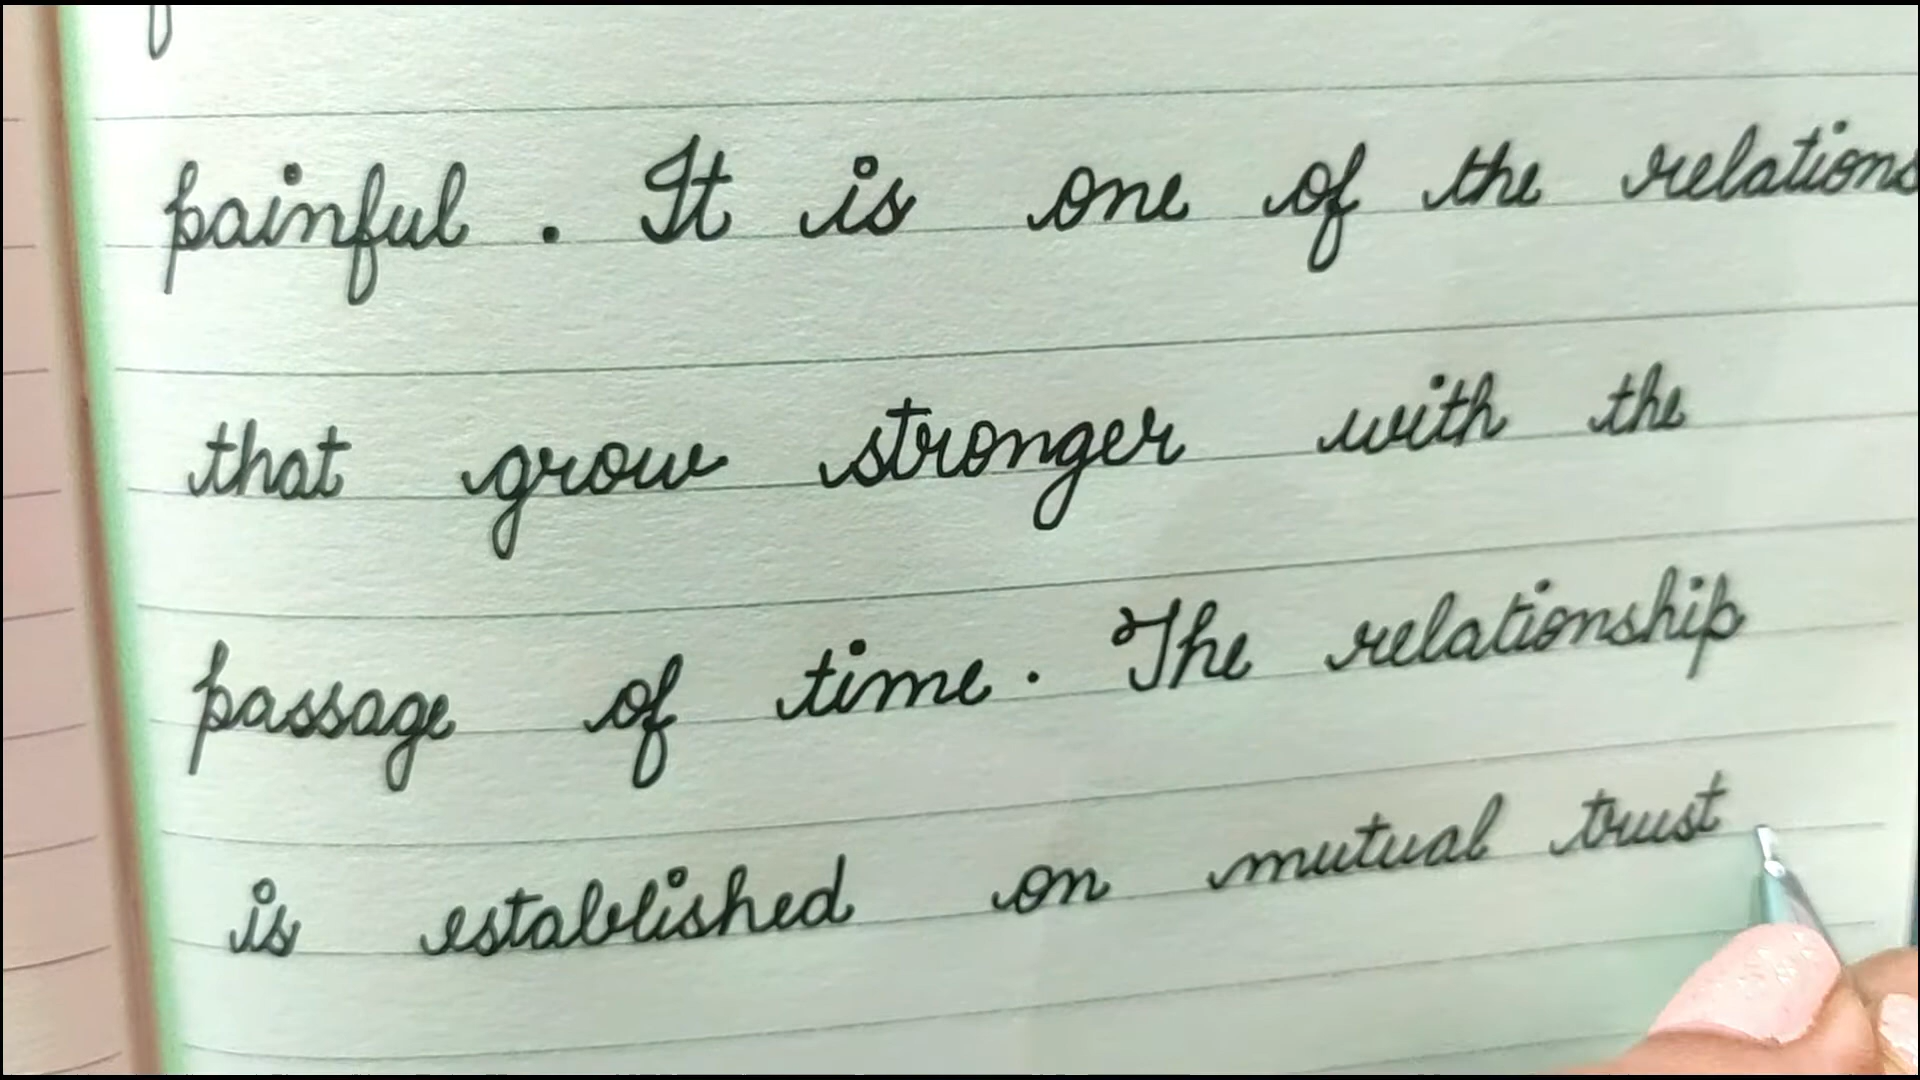 painful. It is one of the relations
that grow stronger with the
passage of time. The relationship
is established on mutual trust